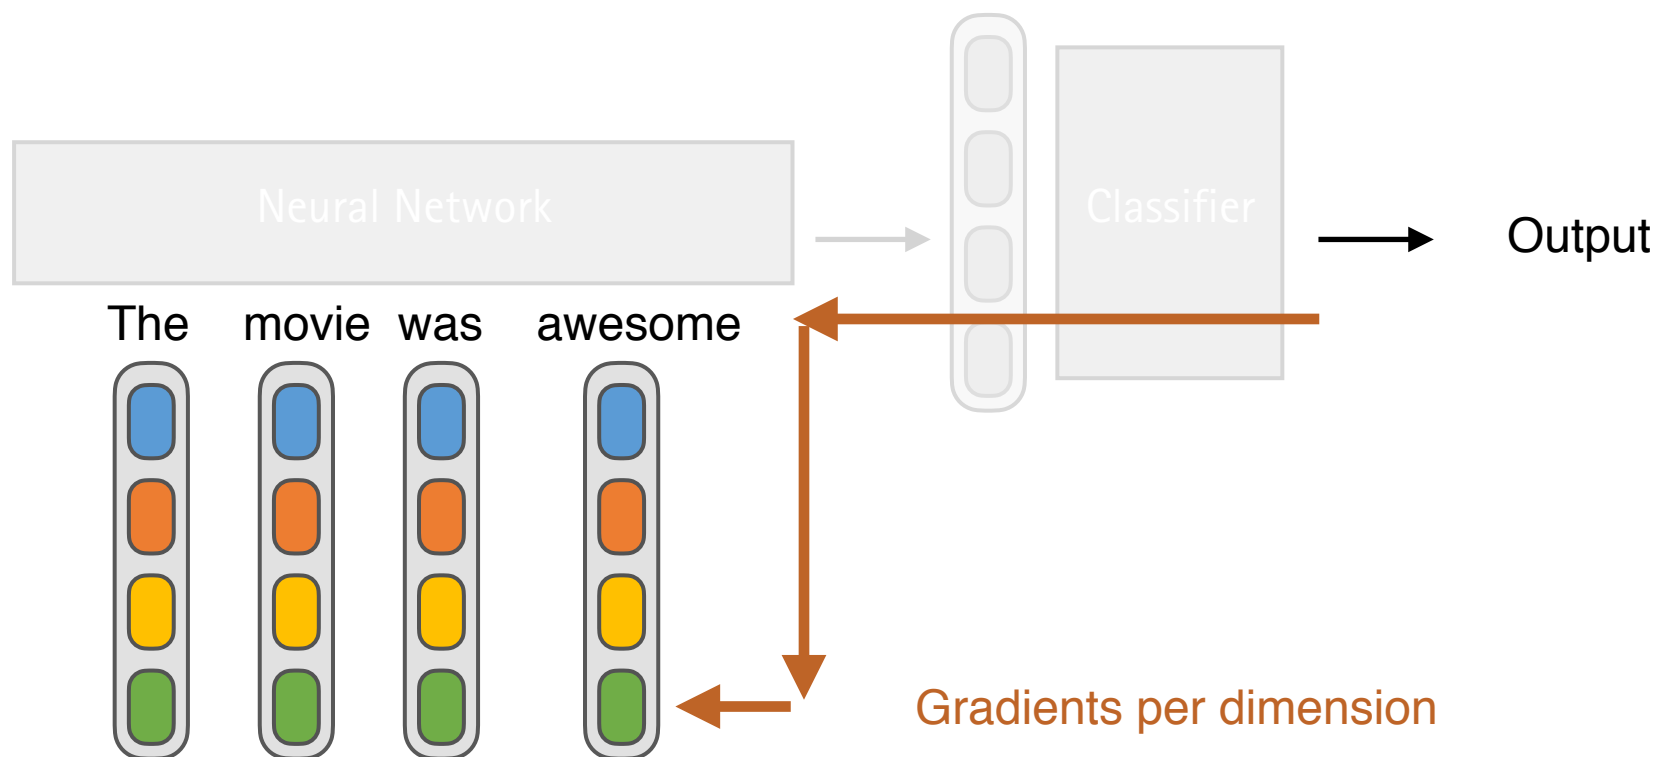 Neural Network
Classifier
Output
The movie was awesome
Gradients per dimension